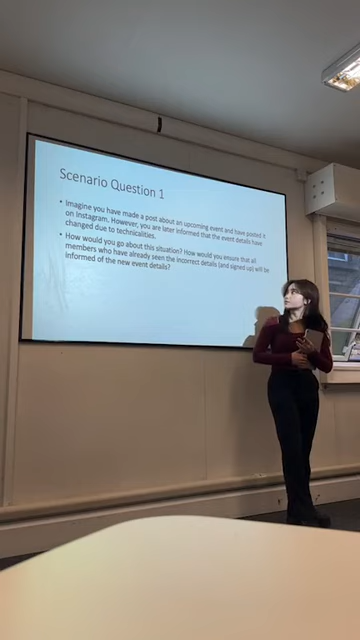 Scenario Question 1
• Imagine you have made a post about an upcoming event and have posted it
on Instagram. However, you are later informed that the event details have
changed due to technicalities.
• How would you go about this situation? How would you ensure that all
members who have already seen the incorrect details (and signed up) will be
informed of the new event details?